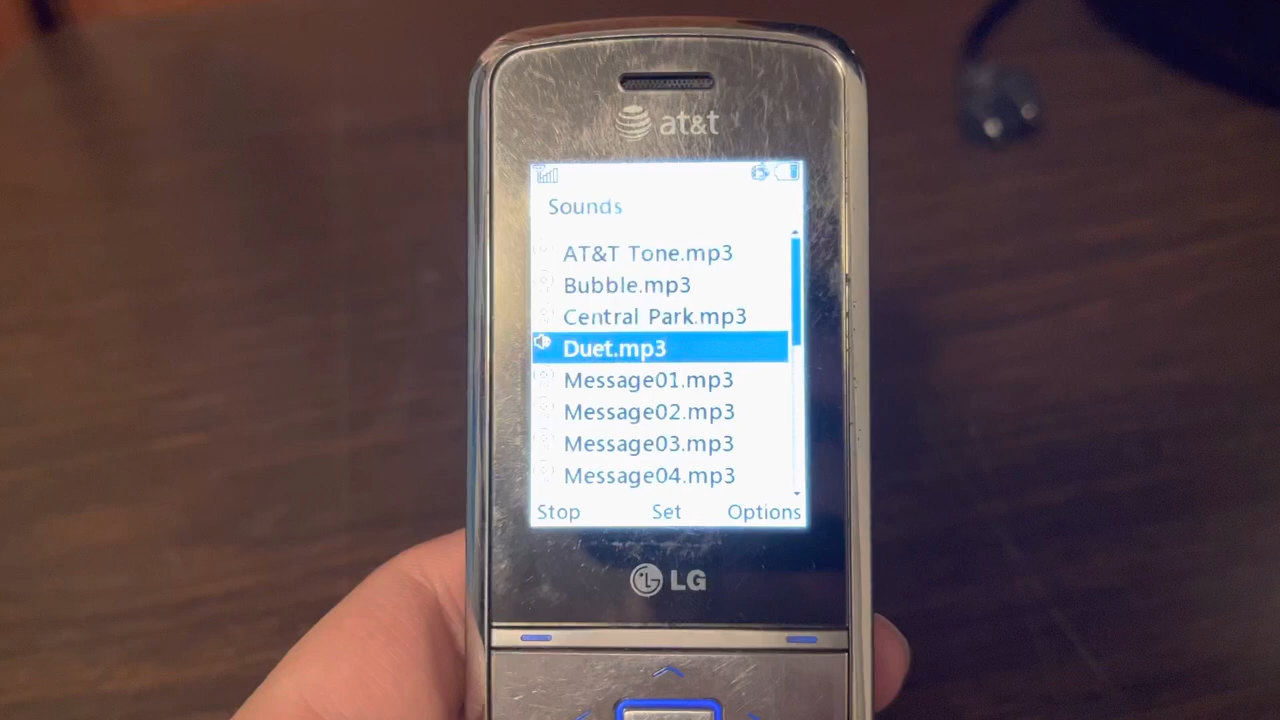 at&t
Sounds
AT&T Tone.mp3
Bubble.mp3
Central Park.mp3
Duet.mp3
Message01.mp3
Message02.mp3
Message03.mp3
Message04.mp3
Stop Set Options
LG